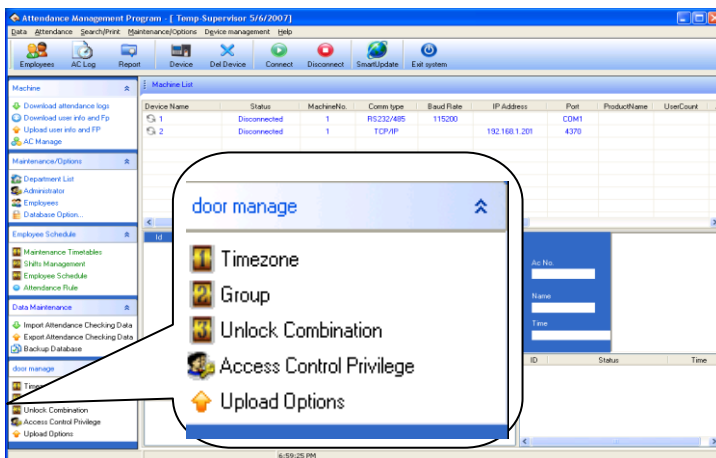 Attendance Management Program - [ Temp-Supervisor 5/6/2007]
Data Attendance Search/Print Maintenance/Options Device management Help
Employees AC Log Report Device Del Device Connect Disconnect SmartUpdate Exit system
Machine
Download attendance logs
Download user info and Fp
Upload user info and FP
AC Manage
Maintenance/Options
Department List
Administrator
Employees
Database Option...
Employee Schedule
Maintenance Timetables
Shifts Management
Employee Schedule
Attendance Rule
Data Maintenance
Import Attendance Checking Data
Export Attendance Checking Data
Backup Database
door manage
Unlock Combination
Access Control Privilege
Upload Options
Machine List
Device Name Status MachineNo. Comm type Baud Rate IP Address Port ProductName UserCount
1 Disconnected 1 RS232/485 115200 COM1
2 Disconnected 1 TCP/IP 192.168.1.201 4370
Id
door manage
1 Timezone
2 Group
3 Unlock Combination
Access Control Privilege
Upload Options
Ac No.
Name
Time
ID Status Time
6:59:25 PM